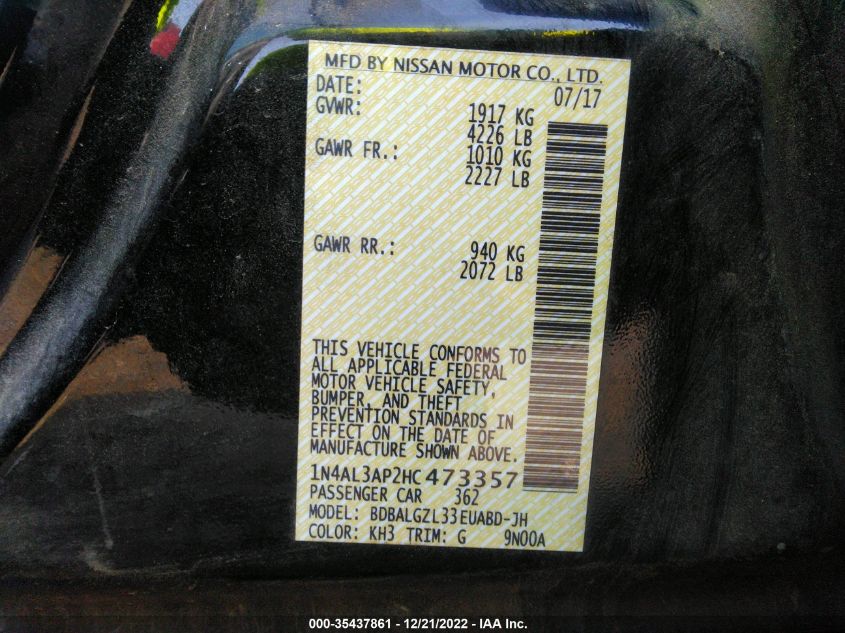 MFD BY NISSAN MOTOR CO., LTD.
DATE: 07/17
GVWR: 1917 KG
4226 LB
GAWR FR.: 1010 KG
2227 LB
GAWR RR.: 940 KG
2072 LB
THIS VEHICLE CONFORMS TO
ALL APPLICABLE FEDERAL
MOTOR VEHICLE SAFETY,
BUMPER, AND THEFT
PREVENTION STANDARDS IN
EFFECT ON THE DATE OF
MANUFACTURE SHOWN ABOVE.
1N4AL3AP2HC473357
PASSENGER CAR 362
MODEL: BDBALGZL33EUABD-JH
COLOR: KH3 TRIM: G 9N00A
000-35437861 - 12/21/2022 - IAA Inc.